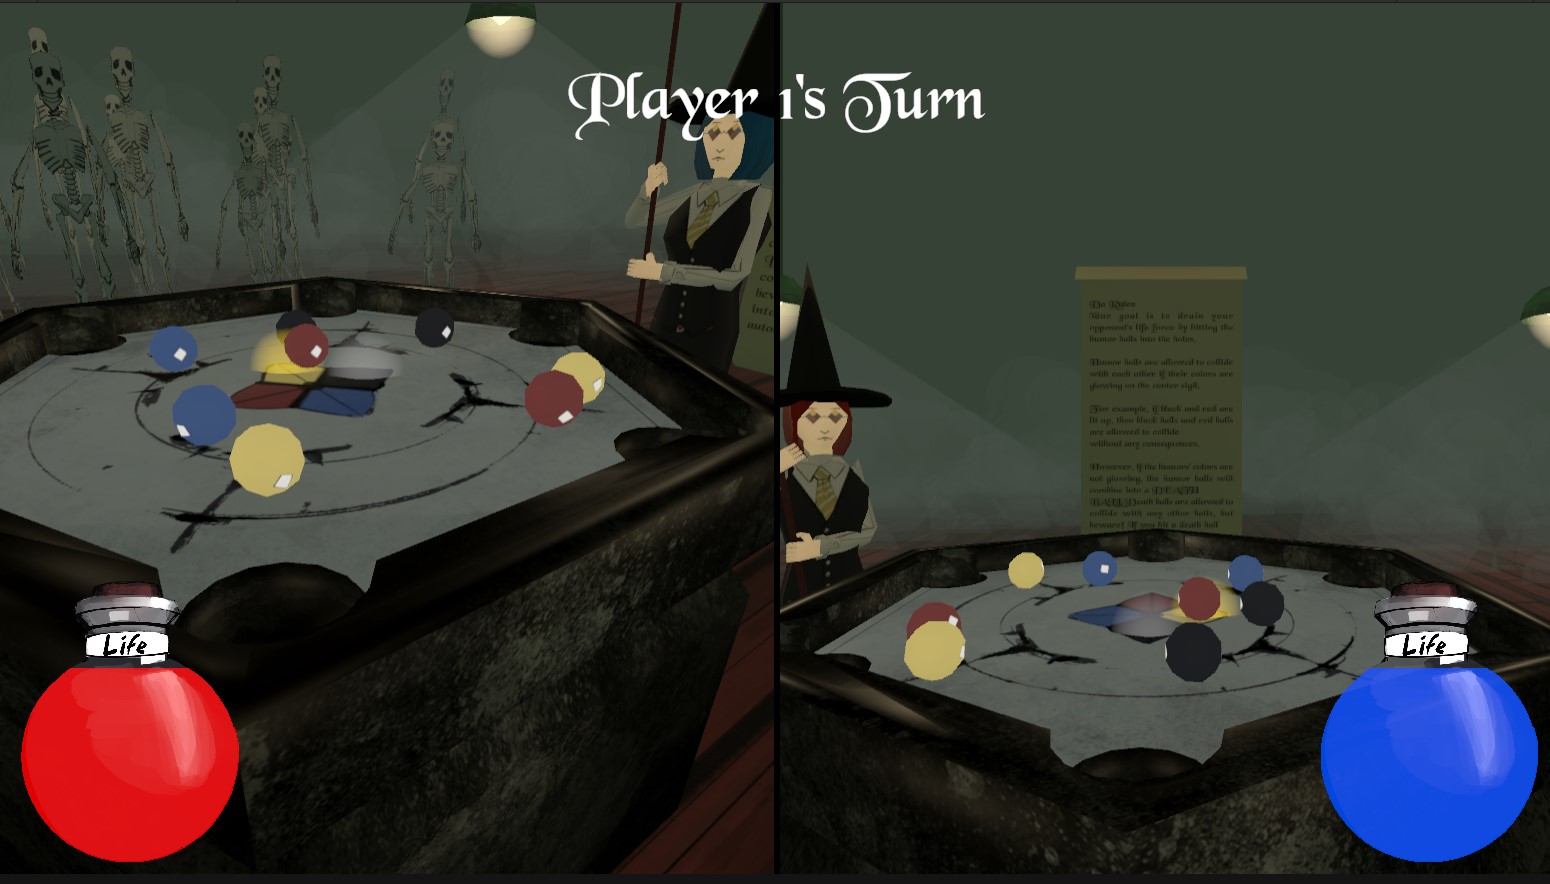 Player 1's Turn
Da Rules
Your goal is to drain your
opponent's life force by hitting the
humor balls into the holes.
Humor balls are allowed to collide
with each other if their colors are
glowing on the center sigil.
For example, if black and red are
lit up, then black balls and red balls
are allowed to collide
without any consequences.
However, if the humors' colors are
not glowing, the humor balls will
combine into a DEATH
BALL! Death balls are allowed to
collide with any other balls, but
beware! If you hit a death ball
co
bew
into
auto
Life
Life